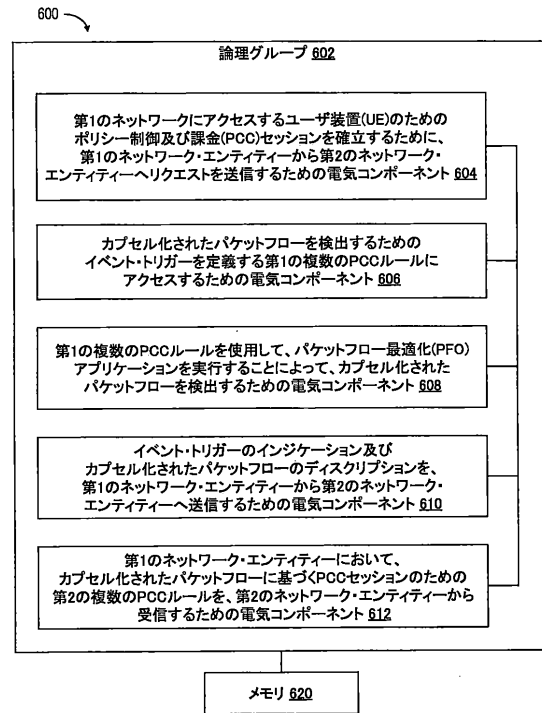 600
論理グループ 602
第1のネットワークにアクセスするユーザ装置(UE)のための
ポリシー制御及び課金(PCC)セッションを確立するために、
第1のネットワーク・エンティティーから第2のネットワーク・
エンティティーへリクエストを送信するための電気コンポーネント 604
カプセル化されたパケットフローを検出するための
イベント・トリガーを定義する第1の複数のPCCルールに
アクセスするための電気コンポーネント 606
第1の複数のPCCルールを使用して、パケットフロー最適化(PFO)
アプリケーションを実行することによって、カプセル化された
パケットフローを検出するための電気コンポーネント 608
イベント・トリガーのインジケーション及び
カプセル化されたパケットフローのディスクリプションを、
第1のネットワーク・エンティティーから第2のネットワーク・
エンティティーへ送信するための電気コンポーネント 610
第1のネットワーク・エンティティーにおいて、
カプセル化されたパケットフローに基づくPCCセッションのための
第2の複数のPCCルールを、第2のネットワーク・エンティティーから
受信するための電気コンポーネント 612
メモリ 620